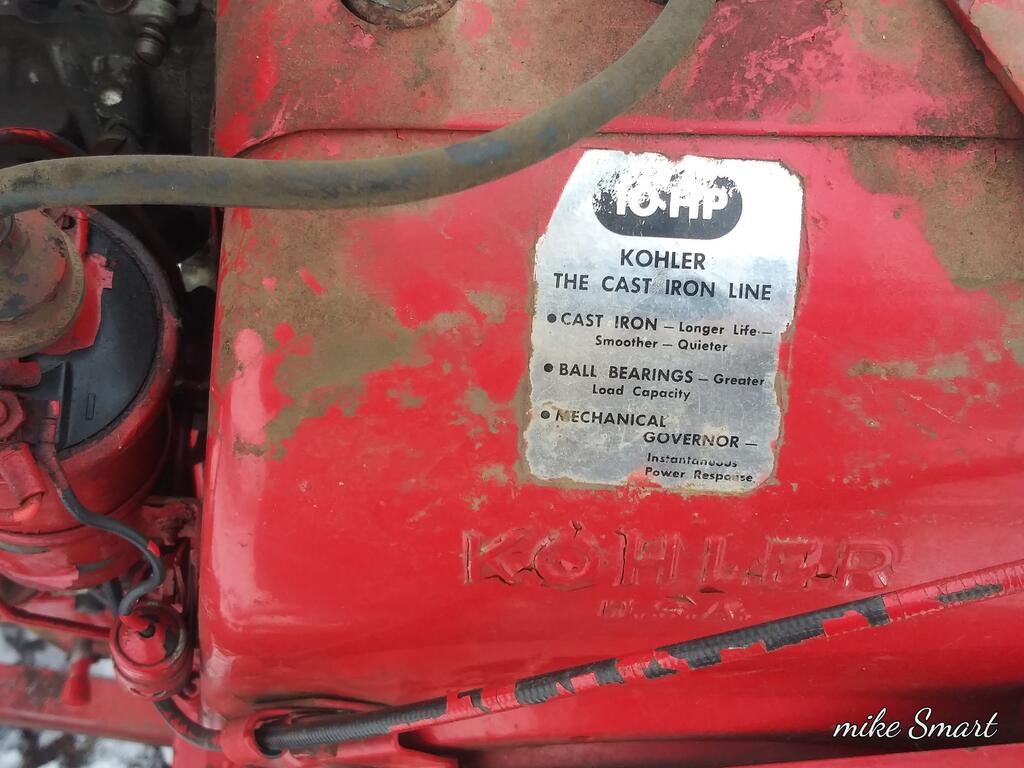 10 HP
KOHLER
THE CAST IRON LINE
• CAST IRON — Longer Life —
Smoother — Quieter
• BALL BEARINGS — Greater
Load Capacity
• MECHANICAL
GOVERNOR —
Instantaneous
Power Response
KOHLER
U.S.A.
mike Smart